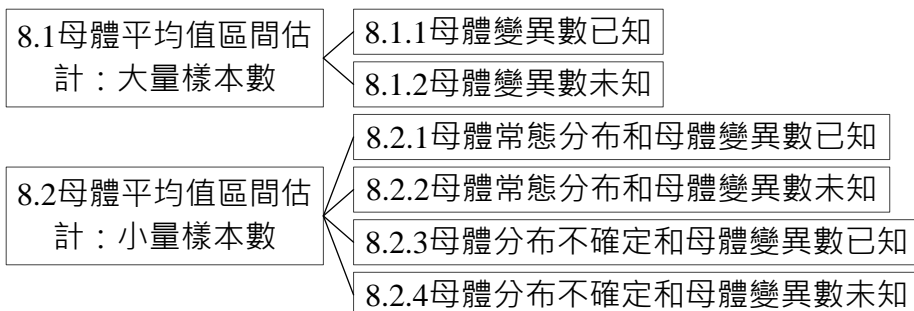 8.1母體平均值區間估
計：大量樣本數
8.1.1母體變異數已知
8.1.2母體變異數未知
8.2母體平均值區間估
計：小量樣本數
8.2.1母體常態分布和母體變異數已知
8.2.2母體常態分布和母體變異數未知
8.2.3母體分布不確定和母體變異數已知
8.2.4母體分布不確定和母體變異數未知